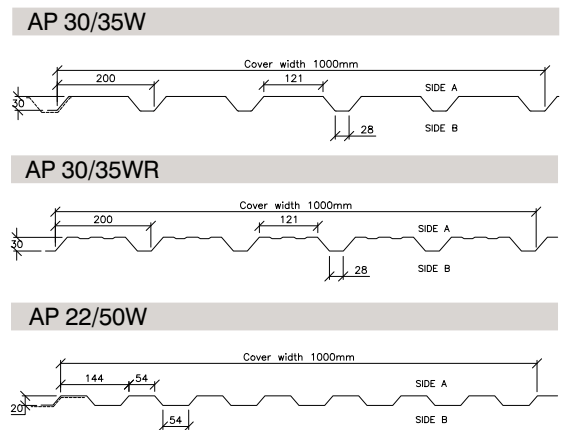 AP 30/35W
Cover width 1000mm
200 121 SIDE A
30
28 SIDE B
AP 30/35WR
Cover width 1000mm
200 121 SIDE A
30
28 SIDE B
AP 22/50W
Cover width 1000mm
144 54 SIDE A
20
54 SIDE B